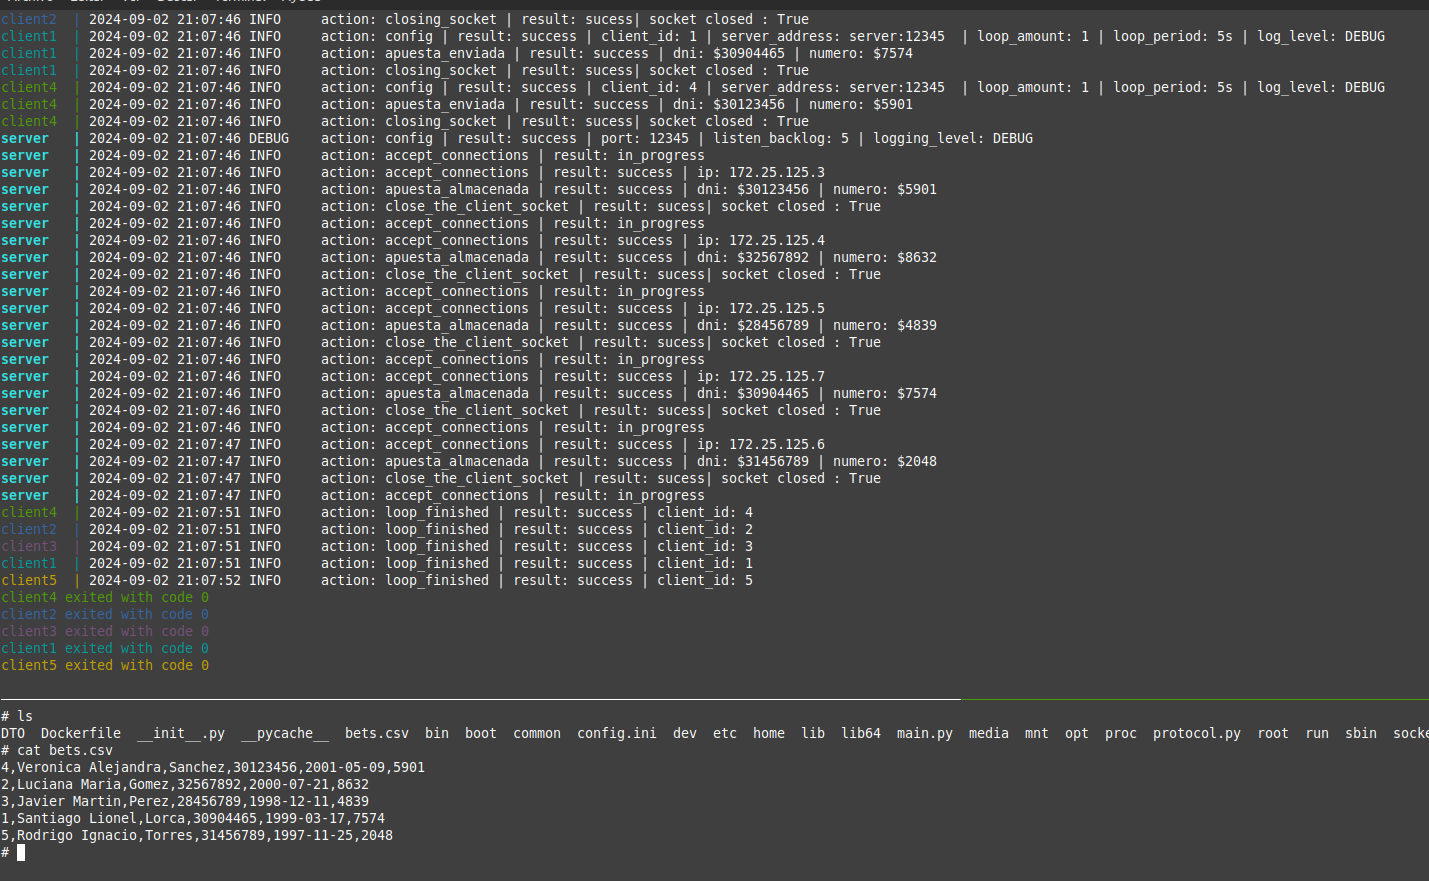 client2  | 2024-09-02 21:07:46 INFO     action: closing_socket | result: sucess| socket closed : True
client1  | 2024-09-02 21:07:46 INFO     action: config | result: success | client_id: 1 | server_address: server:12345  | loop_amount: 1 | loop_period: 5s | log_level: DEBUG
client1  | 2024-09-02 21:07:46 INFO     action: apuesta_enviada | result: success | dni: $30904465 | numero: $7574
client1  | 2024-09-02 21:07:46 INFO     action: closing_socket | result: sucess| socket closed : True
client4  | 2024-09-02 21:07:46 INFO     action: config | result: success | client_id: 4 | server_address: server:12345  | loop_amount: 1 | loop_period: 5s | log_level: DEBUG
client4  | 2024-09-02 21:07:46 INFO     action: apuesta_enviada | result: success | dni: $30123456 | numero: $5901
client4  | 2024-09-02 21:07:46 INFO     action: closing_socket | result: sucess| socket closed : True
server   | 2024-09-02 21:07:46 DEBUG    action: config | result: success | port: 12345 | listen_backlog: 5 | logging_level: DEBUG
server   | 2024-09-02 21:07:46 INFO     action: accept_connections | result: in_progress
server   | 2024-09-02 21:07:46 INFO     action: accept_connections | result: success | ip: 172.25.125.3
server   | 2024-09-02 21:07:46 INFO     action: apuesta_almacenada | result: success | dni: $30123456 | numero: $5901
server   | 2024-09-02 21:07:46 INFO     action: close_the_client_socket | result: sucess| socket closed : True
server   | 2024-09-02 21:07:46 INFO     action: accept_connections | result: in_progress
server   | 2024-09-02 21:07:46 INFO     action: accept_connections | result: success | ip: 172.25.125.4
server   | 2024-09-02 21:07:46 INFO     action: apuesta_almacenada | result: success | dni: $32567892 | numero: $8632
server   | 2024-09-02 21:07:46 INFO     action: close_the_client_socket | result: sucess| socket closed : True
server   | 2024-09-02 21:07:46 INFO     action: accept_connections | result: in_progress
server   | 2024-09-02 21:07:46 INFO     action: accept_connections | result: success | ip: 172.25.125.5
server   | 2024-09-02 21:07:46 INFO     action: apuesta_almacenada | result: success | dni: $28456789 | numero: $4839
server   | 2024-09-02 21:07:46 INFO     action: close_the_client_socket | result: sucess| socket closed : True
server   | 2024-09-02 21:07:46 INFO     action: accept_connections | result: in_progress
server   | 2024-09-02 21:07:46 INFO     action: accept_connections | result: success | ip: 172.25.125.7
server   | 2024-09-02 21:07:46 INFO     action: apuesta_almacenada | result: success | dni: $30904465 | numero: $7574
server   | 2024-09-02 21:07:46 INFO     action: close_the_client_socket | result: sucess| socket closed : True
server   | 2024-09-02 21:07:46 INFO     action: accept_connections | result: in_progress
server   | 2024-09-02 21:07:47 INFO     action: accept_connections | result: success | ip: 172.25.125.6
server   | 2024-09-02 21:07:47 INFO     action: apuesta_almacenada | result: success | dni: $31456789 | numero: $2048
server   | 2024-09-02 21:07:47 INFO     action: close_the_client_socket | result: sucess| socket closed : True
server   | 2024-09-02 21:07:47 INFO     action: accept_connections | result: in_progress
client4  | 2024-09-02 21:07:51 INFO     action: loop_finished | result: success | client_id: 4
client2  | 2024-09-02 21:07:51 INFO     action: loop_finished | result: success | client_id: 2
client3  | 2024-09-02 21:07:51 INFO     action: loop_finished | result: success | client_id: 3
client1  | 2024-09-02 21:07:51 INFO     action: loop_finished | result: success | client_id: 1
client5  | 2024-09-02 21:07:52 INFO     action: loop_finished | result: success | client_id: 5
client4 exited with code 0
client2 exited with code 0
client3 exited with code 0
client1 exited with code 0
client5 exited with code 0
# ls
DTO  Dockerfile  __init__.py  __pycache__  bets.csv  bin  boot  common  config.ini  dev  etc  home  lib  lib64  main.py  media  mnt  opt  proc  protocol.py  root  run  sbin
# cat bets.csv
4,Veronica Alejandra,Sanchez,30123456,2001-05-09,5901
2,Luciana Maria,Gomez,32567892,2000-07-21,8632
3,Javier Martin,Perez,28456789,1998-12-11,4839
1,Santiago Lionel,Lorca,30904465,1999-03-17,7574
5,Rodrigo Ignacio,Torres,31456789,1997-11-25,2048
#